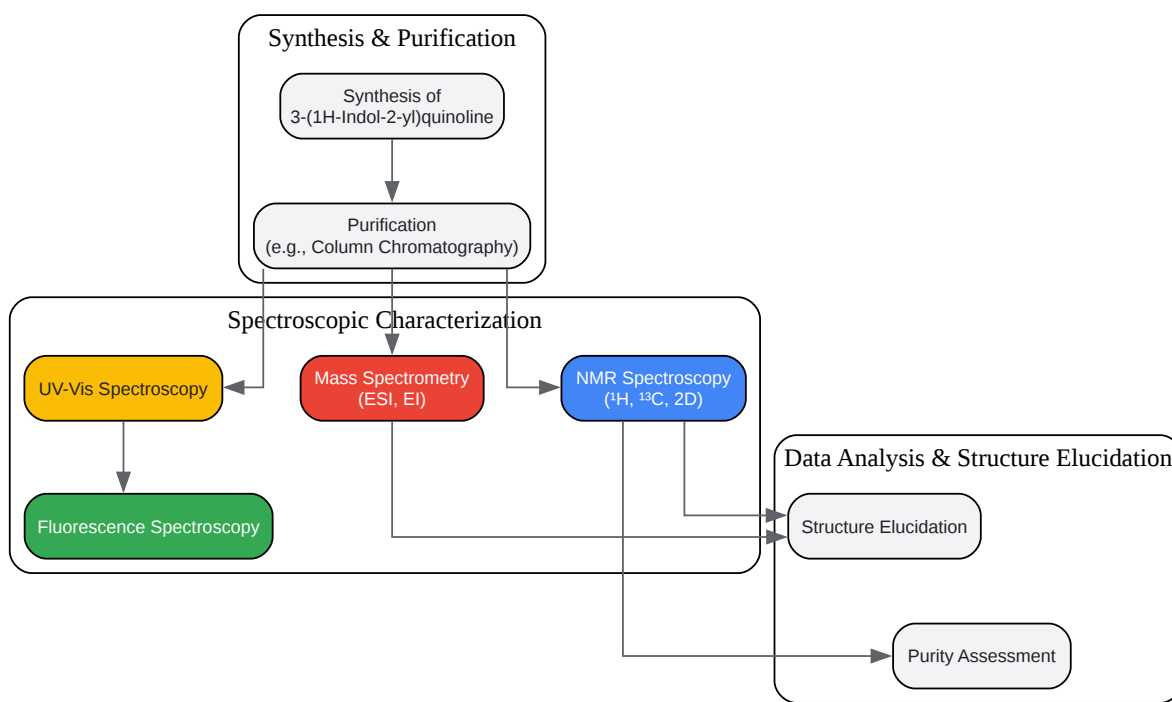 Synthesis & Purification
Synthesis of
3-(1H-Indol-2-yl)quinoline
Purification
(e.g., Column Chromatography)
Spectroscopic Characterization
UV-Vis Spectroscopy
Mass Spectrometry
(ESI, EI)
NMR Spectroscopy
(¹H, ¹³C, 2D)
Fluorescence Spectroscopy
Data Analysis & Structure Elucidation
Structure Elucidation
Purity Assessment